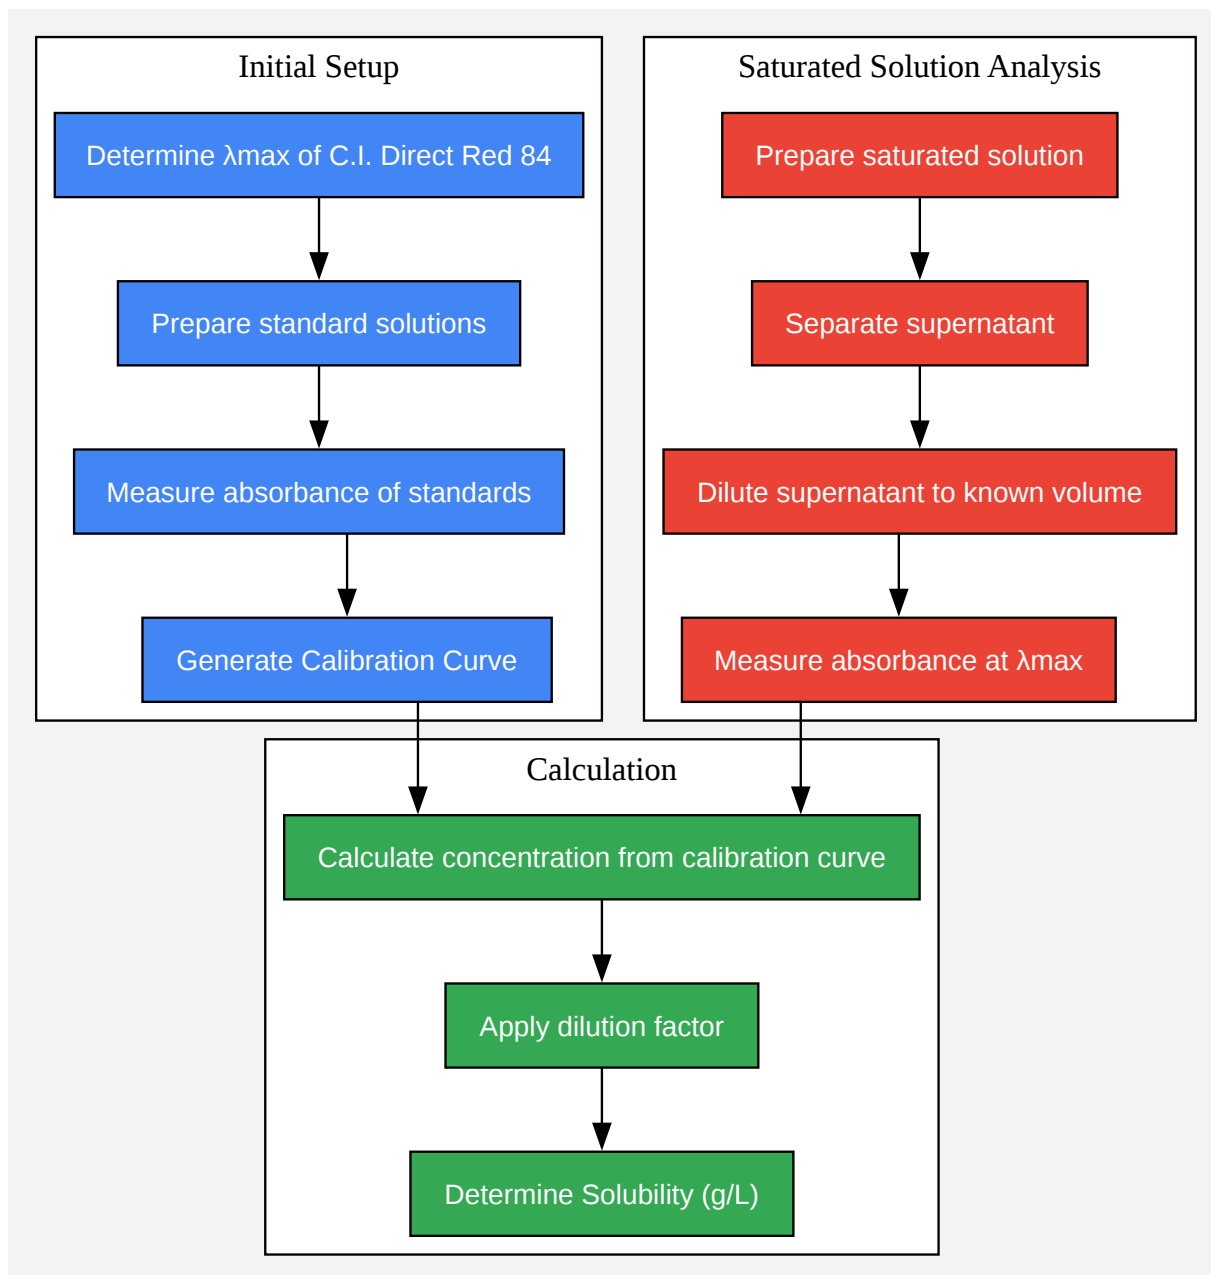 Initial Setup
Determine λmax of C.I. Direct Red 84
Prepare standard solutions
Measure absorbance of standards
Generate Calibration Curve
Saturated Solution Analysis
Prepare saturated solution
Separate supernatant
Dilute supernatant to known volume
Measure absorbance at λmax
Calculation
Calculate concentration from calibration curve
Apply dilution factor
Determine Solubility (g/L)